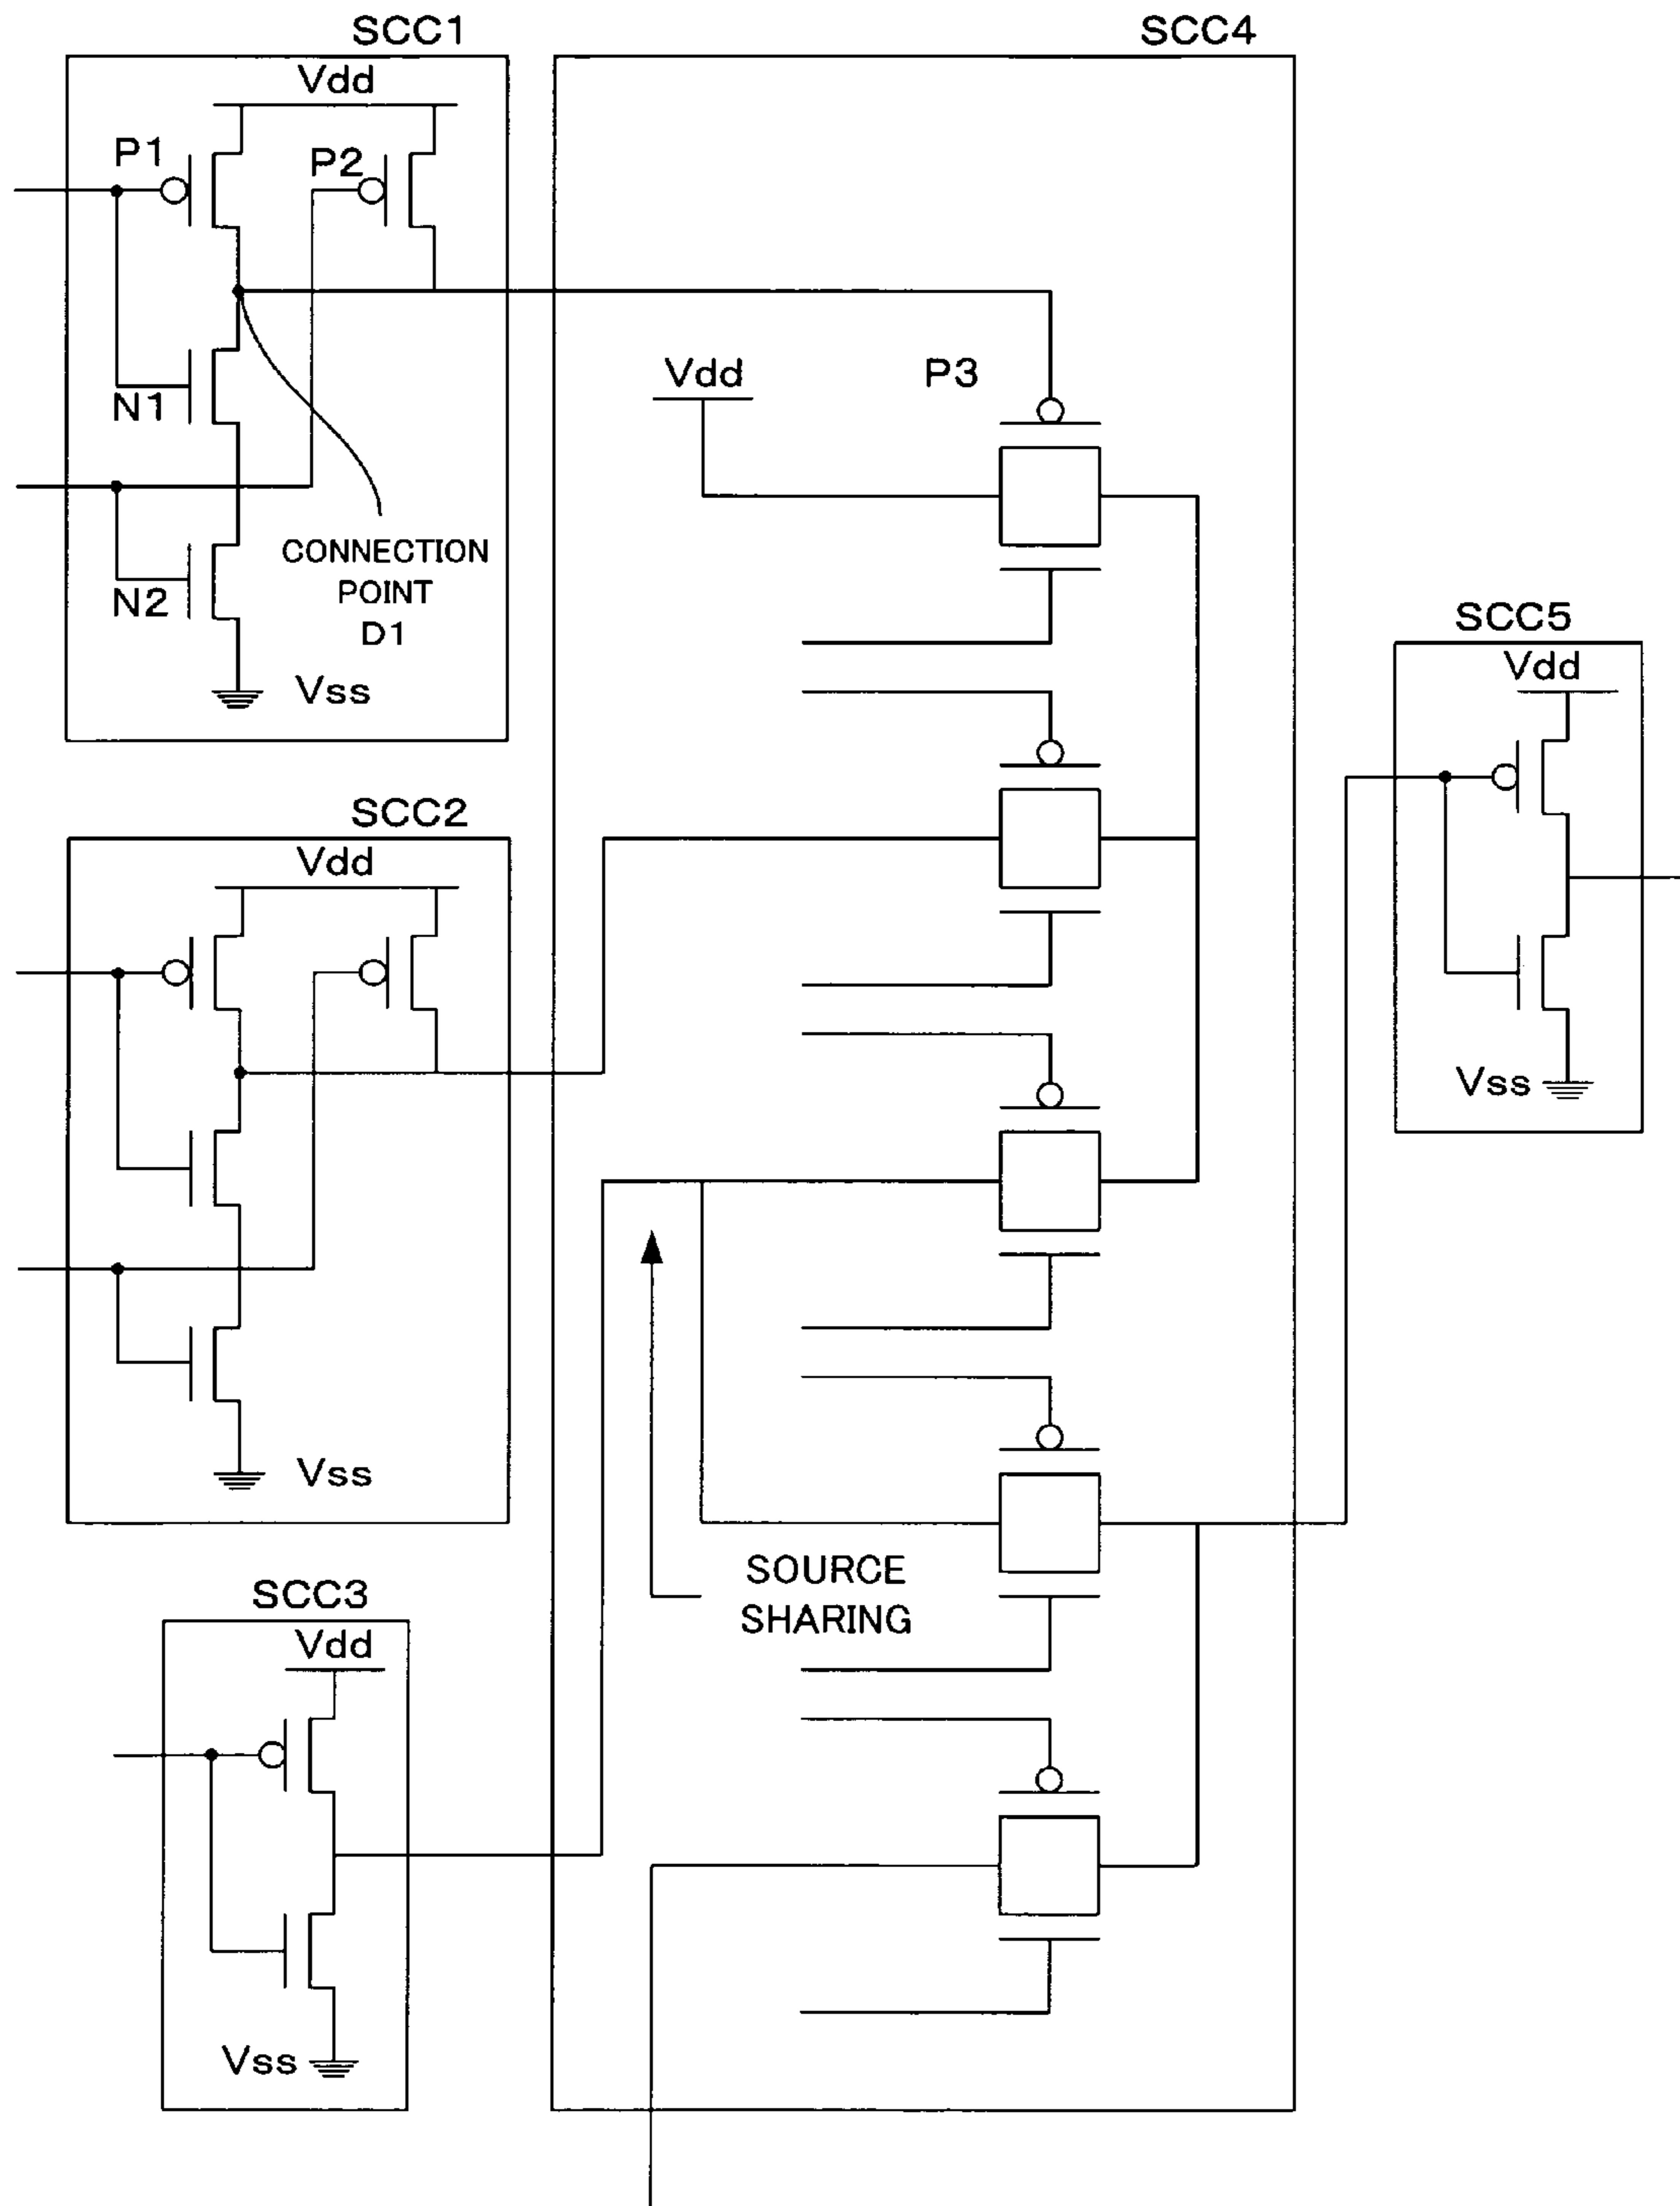 SCC1
SCC4
Vdd
P1
P2
N1
Vdd
P3
CONNECTION
POINT
D1
N2
Vss
SCC5
Vdd
Vss
SCC2
Vdd
Vss
SOURCE
SHARING
SCC3
Vdd
Vss